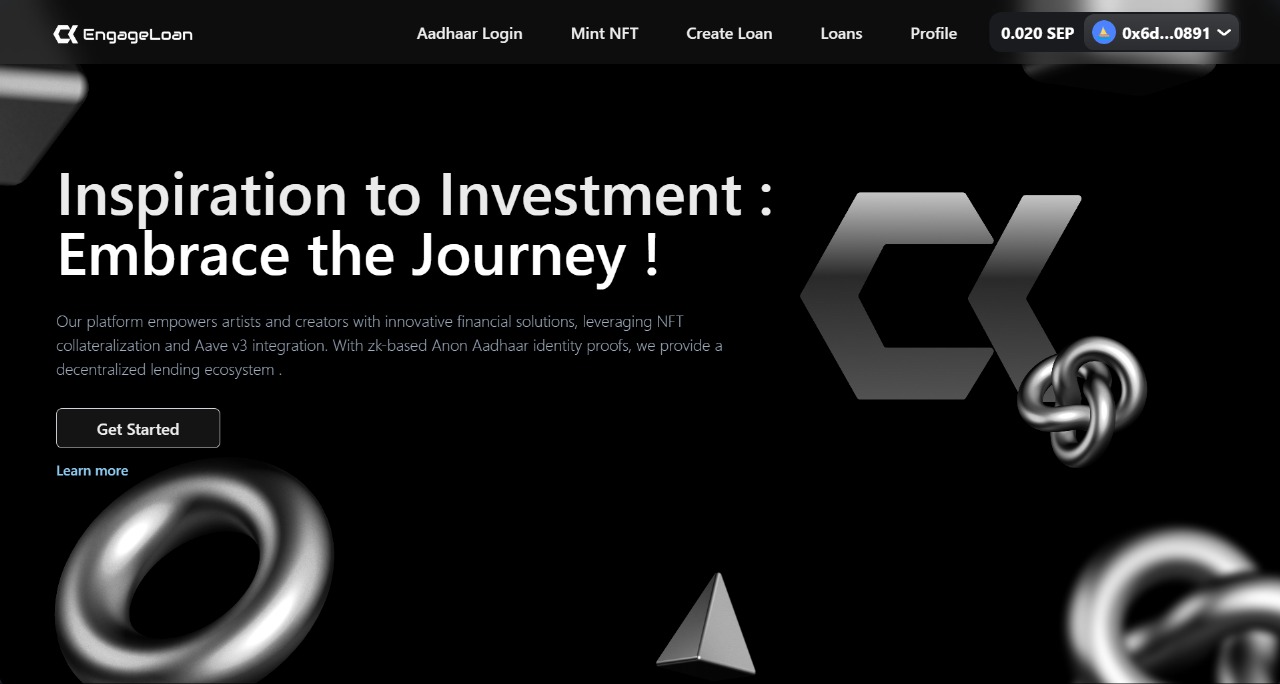 EngageLoan
Aadhaar Login
Mint NFT
Create Loan
Loans
Profile
0.020 SEP
0x6d...0891
Inspiration to Investment :
Embrace the Journey !
Our platform empowers artists and creators with innovative financial solutions, leveraging NFT
collateralization and Aave v3 integration. With zk-based Anon Aadhaar identity proofs, we provide a
decentralized lending ecosystem .
Get Started
Learn more